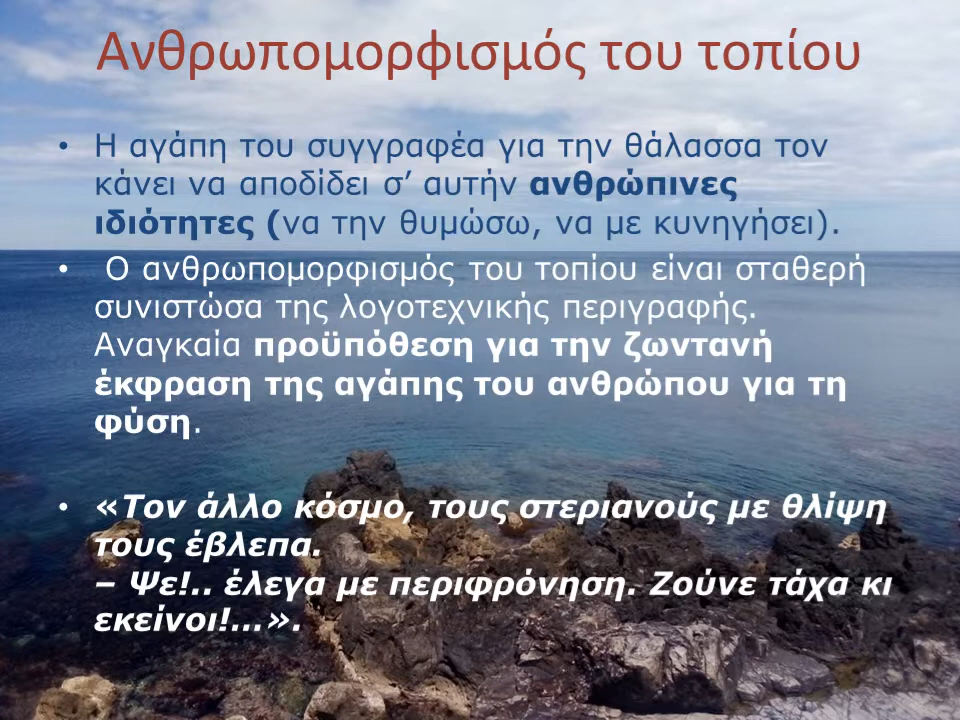 Ανθρωπομορφισμός του τοπίου
• Η αγάπη του συγγραφέα για την θάλασσα τον
κάνει να αποδίδει σ’ αυτήν ανθρώπινες
ιδιότητες (να την θυμώσω, να με κυνηγήσει).
• Ο ανθρωπομορφισμός του τοπίου είναι σταθερή
συνιστώσα της λογοτεχνικής περιγραφής.
Αναγκαία προϋπόθεση για την ζωντανή
έκφραση της αγάπης του ανθρώπου για τη
φύση.
• «Τον άλλο κόσμο, τους στεριανούς με θλίψη
τους έβλεπα.
– Ψε!.. έλεγα με περιφρόνηση. Ζούνε τάχα κι
εκείνοι!...».